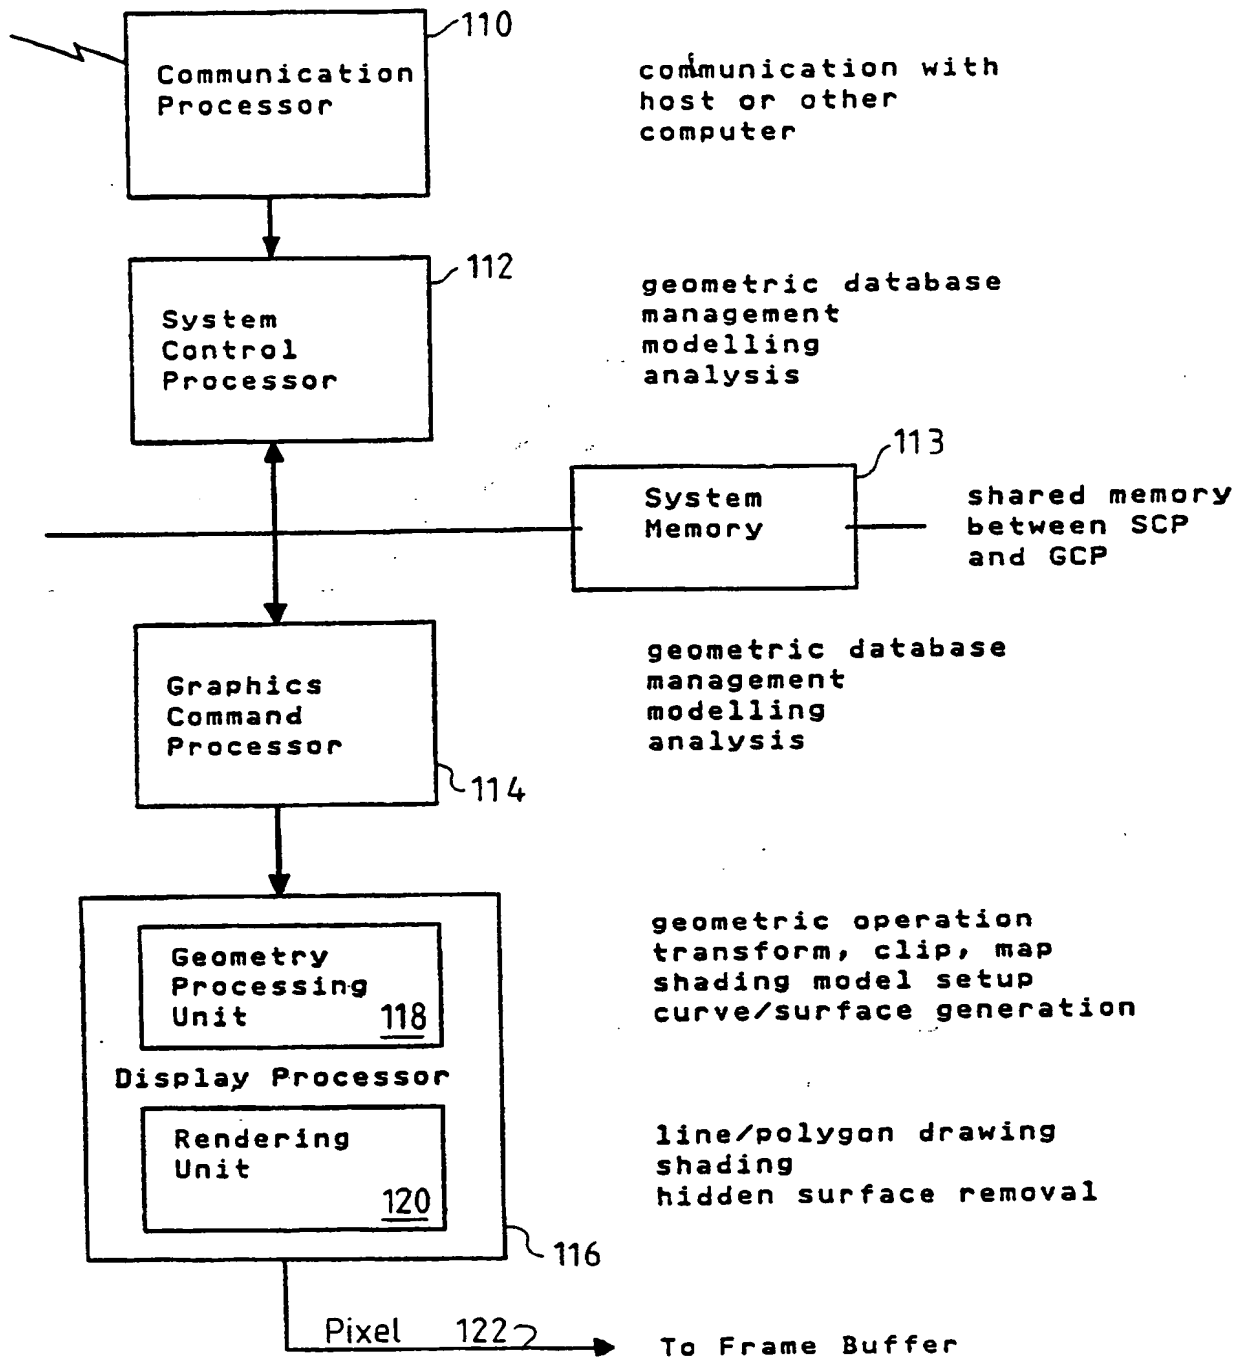 110
Communication
Processor
communication with
host or other
computer
112
System
Control
Processor
geometric database
management
modelling
analysis
113
System
Memory
shared memory
between SCP
and GCP
Graphics
Command
Processor
114
geometric database
management
modelling
analysis
Geometry
Processing
Unit
118
geometric operation
transform, clip, map
shading model setup
curve/surface generation
Display Processor
Rendering
Unit
120
line/polygon drawing
shading
hidden surface removal
116
Pixel 122
To Frame Buffer